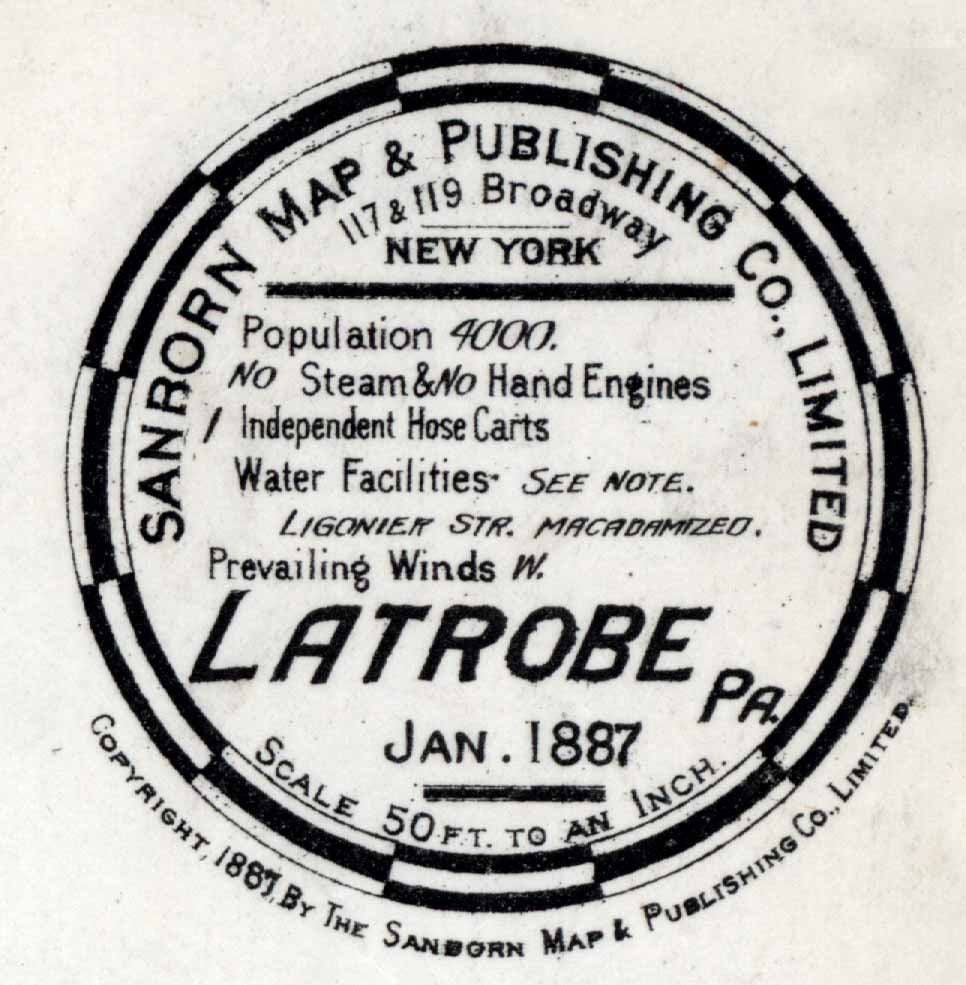 SANBORN MAP & PUBLISHING CO., LIMITED
117 & 119 Broadway
NEW YORK
Population 4000.
No Steam & No Hand Engines
1 Independent Hose Carts
Water Facilities - SEE NOTE.
LIGONIER STR. MACADAMIZED.
Prevailing Winds W.
LATROBE PA.
JAN. 1887
SCALE 50 FT. TO AN INCH.
COPYRIGHT, 1887, BY THE SANBORN MAP & PUBLISHING CO., LIMITED.